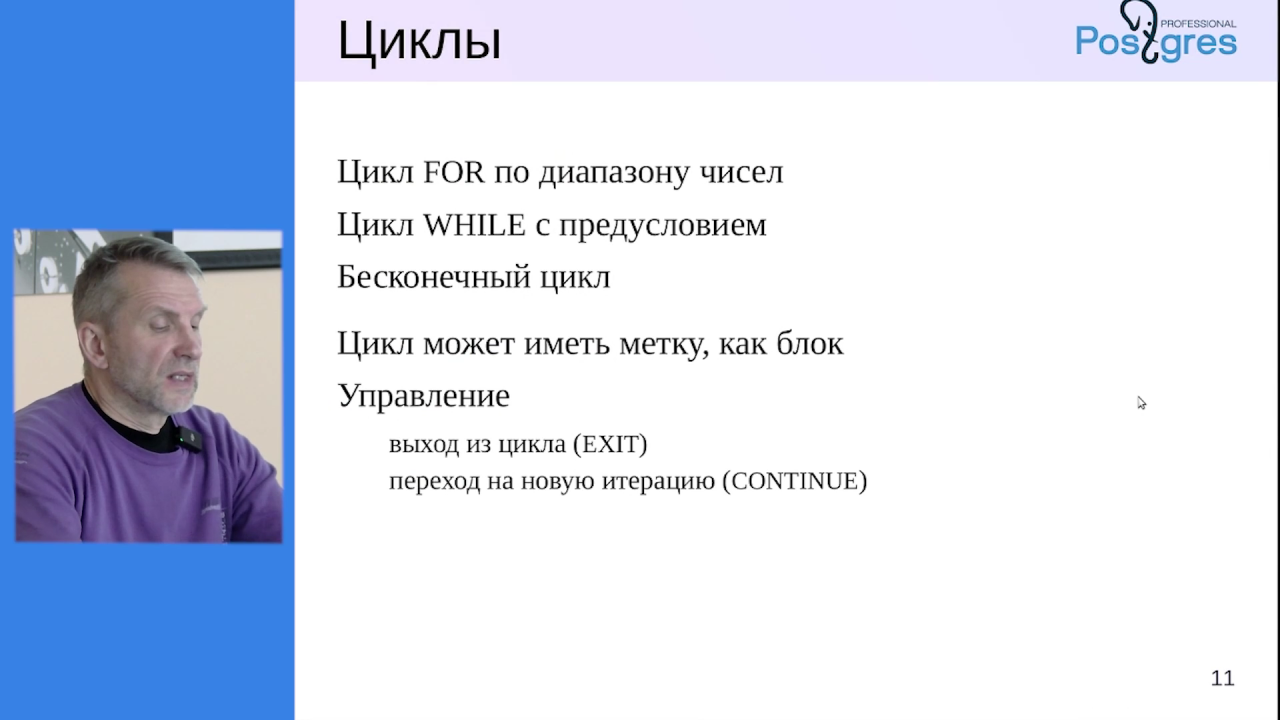 Циклы
PROFESSIONAL
Postgres
Цикл FOR по диапазону чисел
Цикл WHILE с предусловием
Бесконечный цикл
Цикл может иметь метку, как блок
Управление
выход из цикла (EXIT)
переход на новую итерацию (CONTINUE)
11